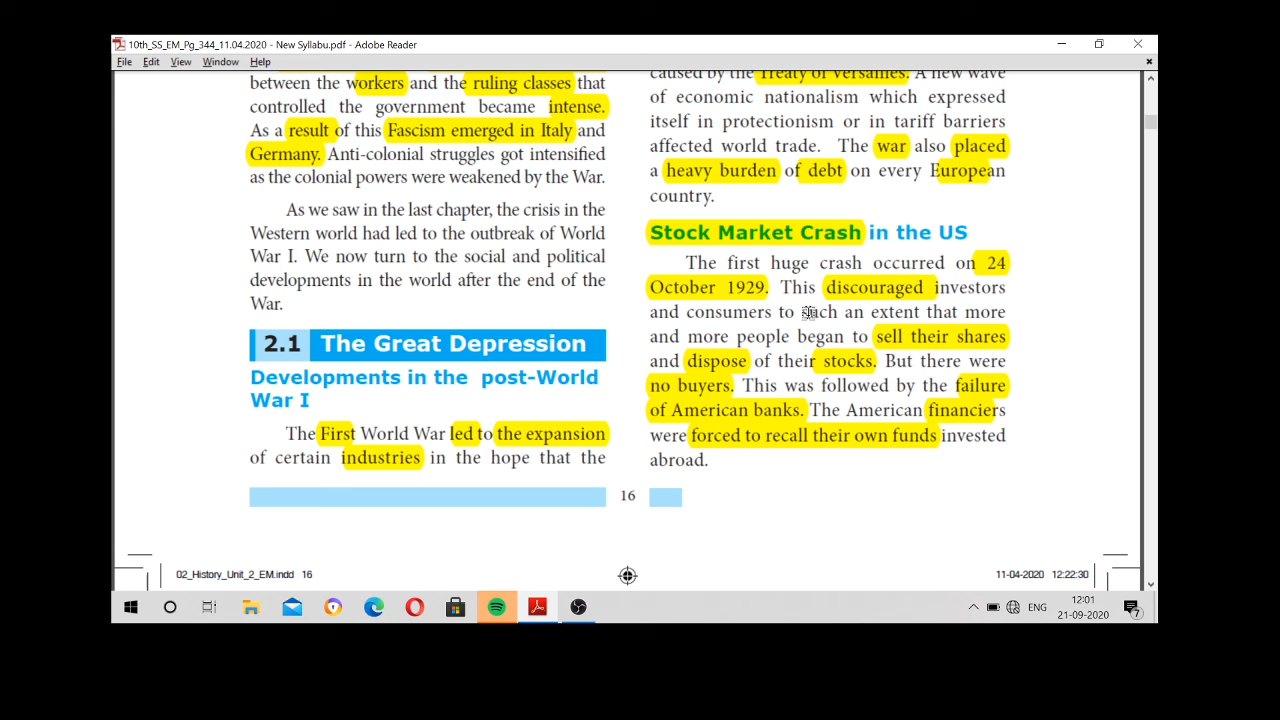 10th_SS_EM_Pg_344_11.04.2020 - New Syllabu.pdf - Adobe Reader
File Edit View Window Help
between the workers and the ruling classes that
controlled the government became intense.
As a result of this Fascism emerged in Italy and
Germany. Anti-colonial struggles got intensified
as the colonial powers were weakened by the War.
As we saw in the last chapter, the crisis in the
Western world had led to the outbreak of World
War I. We now turn to the social and political
developments in the world after the end of the
War.
2.1 The Great Depression
Developments in the post-World
War I
The First World War led to the expansion
of certain industries in the hope that the
caused by the Treaty of Versailles. A new wave
of economic nationalism which expressed
itself in protectionism or in tariff barriers
affected world trade. The war also placed
a heavy burden of debt on every European
country.
Stock Market Crash in the US
The first huge crash occurred on 24
October 1929. This discouraged investors
and consumers to such an extent that more
and more people began to sell their shares
and dispose of their stocks. But there were
no buyers. This was followed by the failure
of American banks. The American financiers
were forced to recall their own funds invested
abroad.
16
02_History_Unit_2_EM.indd 16
11-04-2020 12:22:30
ENG
12:01
21-09-2020
7